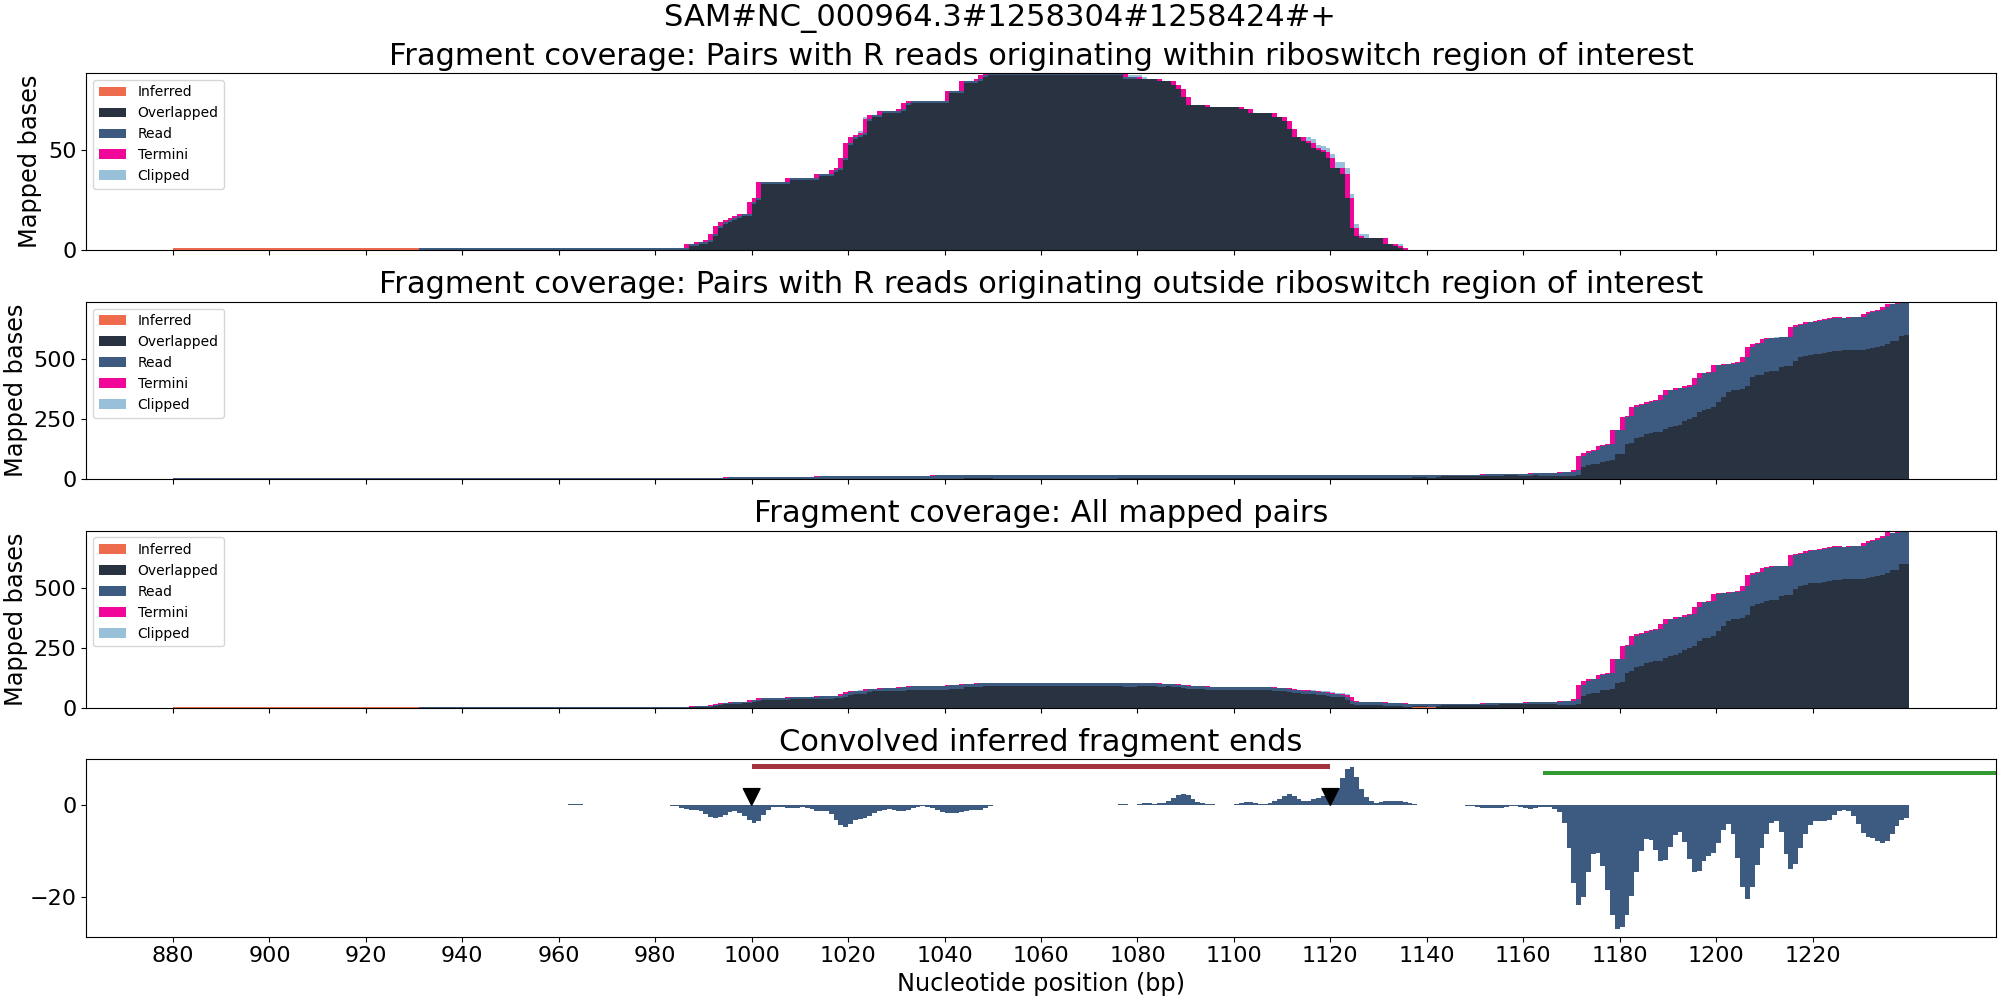 SAM#NC_000964.3#1258304#1258424#+
Fragment coverage: Pairs with R reads originating within riboswitch region of interest
Mapped bases
50
0
Inferred
Overlapped
Read
Termini
Clipped
Fragment coverage: Pairs with R reads originating outside riboswitch region of interest
Mapped bases
500
250
0
Inferred
Overlapped
Read
Termini
Clipped
Fragment coverage: All mapped pairs
Mapped bases
500
250
0
Inferred
Overlapped
Read
Termini
Clipped
Convolved inferred fragment ends
0
−20
880 900 920 940 960 980 1000 1020 1040 1060 1080 1100 1120 1140 1160 1180 1200 1220
Nucleotide position (bp)